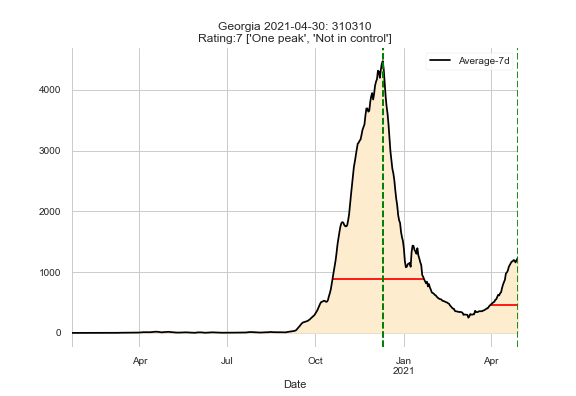 Georgia 2021-04-30: 310310
Rating:7 ['One peak', 'Not in control']
Average-7d
4000
3000
2000
1000
0
Apr
Jul
Oct
Jan
2021
Apr
Date